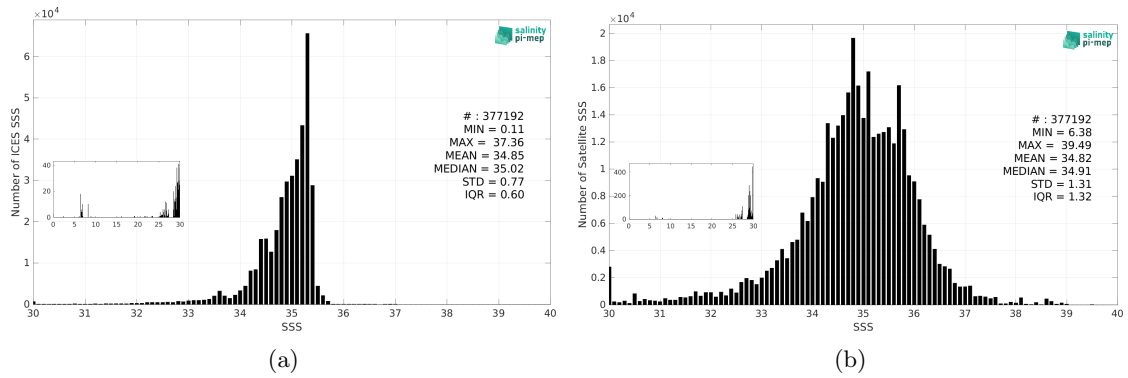 ×10⁴
salinity
pi-mep
# : 377192
MIN = 0.11
MAX = 37.36
MEAN = 34.85
MEDIAN = 35.02
STD = 0.77
IQR = 0.60
Number of ICES SSS
6
5
4
3
2
1
0
40
20
0
0 5 10 15 20 25 30
30 31 32 33 34 35 36 37 38 39 40
SSS
(a)
×10⁴
salinity
pi-mep
# : 377192
MIN = 6.38
MAX = 39.49
MEAN = 34.82
MEDIAN = 34.91
STD = 1.31
IQR = 1.32
Number of Satellite SSS
2
1.8
1.6
1.4
1.2
1
0.8
0.6
0.4
0.2
0
400
200
0
0 5 10 15 20 25 30
30 31 32 33 34 35 36 37 38 39 40
SSS
(b)